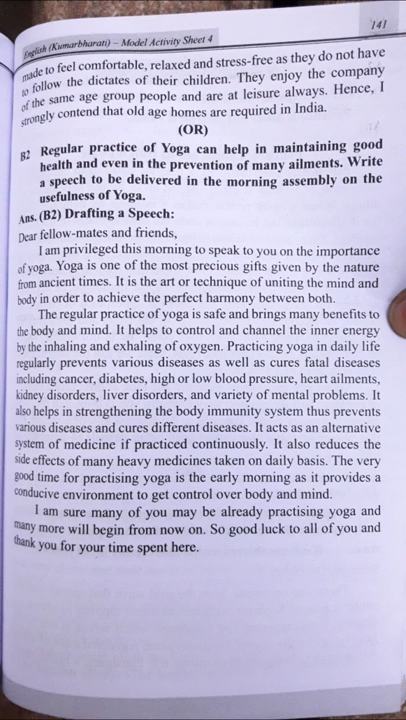 141
English (Kumarbharati) – Model Activity Sheet 4
made to feel comfortable, relaxed and stress-free as they do not have
to follow the dictates of their children. They enjoy the company
of the same age group people and are at leisure always. Hence, I
strongly contend that old age homes are required in India.
(OR)
B2 Regular practice of Yoga can help in maintaining good
health and even in the prevention of many ailments. Write
a speech to be delivered in the morning assembly on the
usefulness of Yoga.
Ans. (B2) Drafting a Speech:
Dear fellow-mates and friends,
I am privileged this morning to speak to you on the importance
of yoga. Yoga is one of the most precious gifts given by the nature
from ancient times. It is the art or technique of uniting the mind and
body in order to achieve the perfect harmony between both.
The regular practice of yoga is safe and brings many benefits to
the body and mind. It helps to control and channel the inner energy
by the inhaling and exhaling of oxygen. Practicing yoga in daily life
regularly prevents various diseases as well as cures fatal diseases
including cancer, diabetes, high or low blood pressure, heart ailments,
kidney disorders, liver disorders, and variety of mental problems. It
also helps in strengthening the body immunity system thus prevents
various diseases and cures different diseases. It acts as an alternative
system of medicine if practiced continuously. It also reduces the
side effects of many heavy medicines taken on daily basis. The very
good time for practising yoga is the early morning as it provides a
conducive environment to get control over body and mind.
I am sure many of you may be already practising yoga and
many more will begin from now on. So good luck to all of you and
thank you for your time spent here.